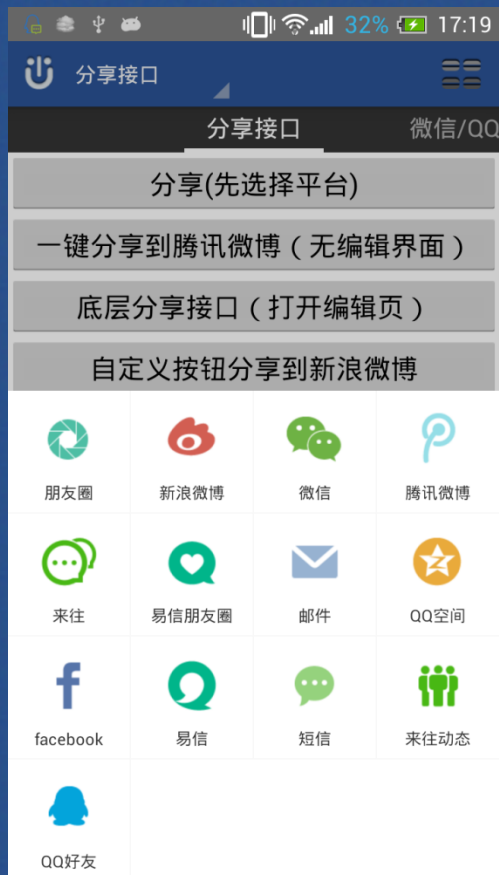 32% 17:19
分享接口
分享接口 微信/QQ
分享(先选择平台)
一键分享到腾讯微博（无编辑界面）
底层分享接口（打开编辑页）
自定义按钮分享到新浪微博
朋友圈 新浪微博 微信 腾讯微博
来往 易信朋友圈 邮件 QQ空间
facebook 易信 短信 来往动态
QQ好友